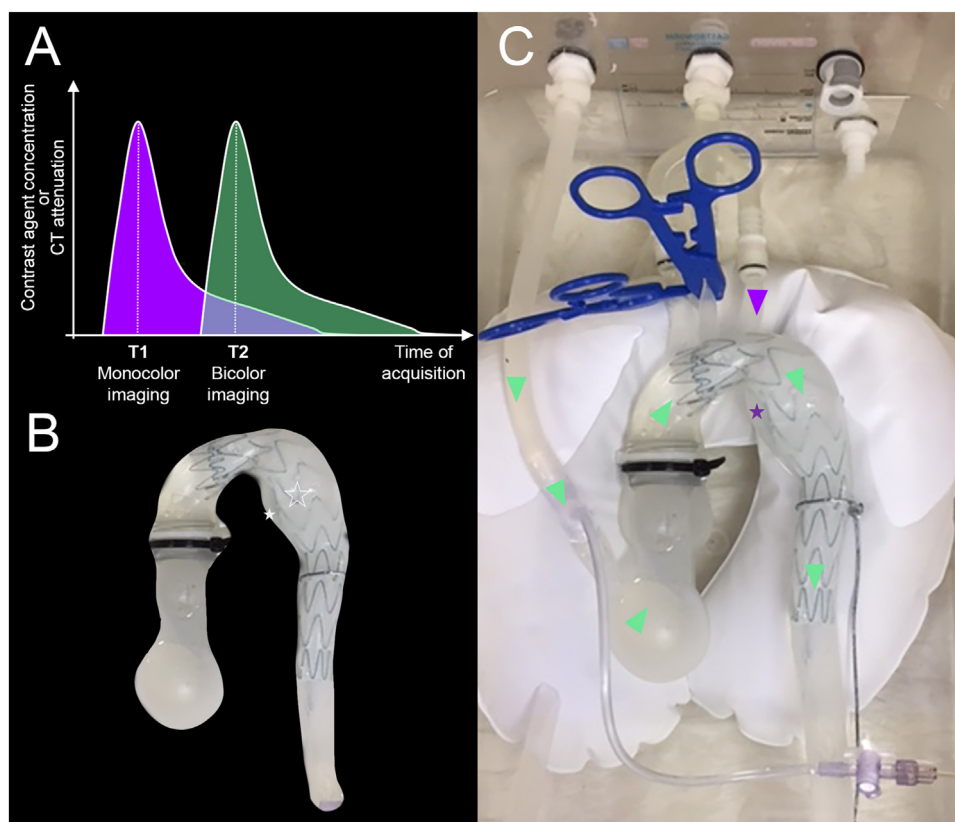 A
Contrast agent concentration
or
CT attenuation
T1
Monocolor
imaging
T2
Bicolor
imaging
Time of
acquisition
B
C